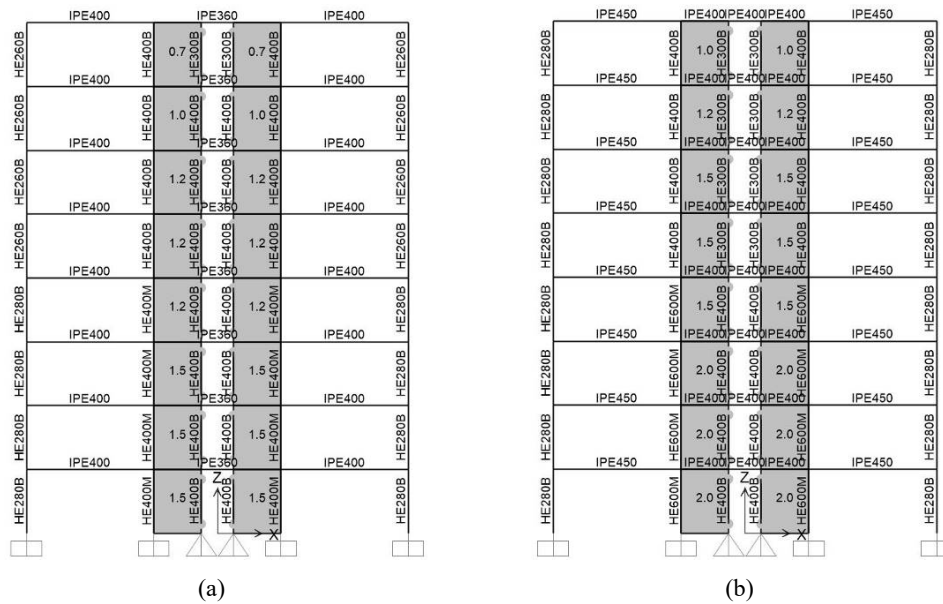 IPE400 IPE360 IPE400
HE260B HE400B 0.7 HE300B HE300B 0.7 HE400B HE260B
IPE400 IPE360 IPE400
HE260B HE400B 1.0 HE400B HE400B 1.0 HE400B HE260B
IPE400 IPE360 IPE400
HE260B HE400B 1.2 HE400B HE400B 1.2 HE400B HE260B
IPE400 IPE360 IPE400
HE260B HE400B 1.2 HE400B HE400B 1.2 HE400B HE260B
IPE400 IPE360 IPE400
HE280B HE400M 1.2 HE400B HE400B 1.2 HE400M HE280B
IPE400 IPE360 IPE400
HE280B HE400M 1.5 HE400B HE400B 1.5 HE400M HE280B
IPE400 IPE360 IPE400
HE280B HE400M 1.5 HE400B HE400B 1.5 HE400M HE280B
IPE400 IPE360 IPE400
Z
HE280B HE400M 1.5 HE400B HE400B 1.5 HE400M HE280B
X
(a)
IPE450 IPE400 IPE400 IPE400 IPE450
HE280B HE400B 1.0 HE300B HE300B 1.0 HE400B HE280B
IPE450 IPE400 IPE400 IPE400 IPE450
HE280B HE400B 1.2 HE300B HE300B 1.2 HE400B HE280B
IPE450 IPE400 IPE400 IPE400 IPE450
HE280B HE400B 1.5 HE300B HE300B 1.5 HE400B HE280B
IPE450 IPE400 IPE400 IPE400 IPE450
HE280B HE400B 1.5 HE300B HE300B 1.5 HE400B HE280B
IPE450 IPE400 IPE400 IPE400 IPE450
HE280B HE600M 1.5 HE400B HE400B 1.5 HE600M HE280B
IPE450 IPE400 IPE400 IPE400 IPE450
HE280B HE600M 2.0 HE400B HE400B 2.0 HE600M HE280B
IPE450 IPE400 IPE400 IPE400 IPE450
HE280B HE600M 2.0 HE400B HE400B 2.0 HE600M HE280B
IPE450 IPE400 IPE400 IPE400 IPE450
Z
HE280B HE600M 2.0 HE400B HE400B 2.0 HE600M HE280B
X
(b)